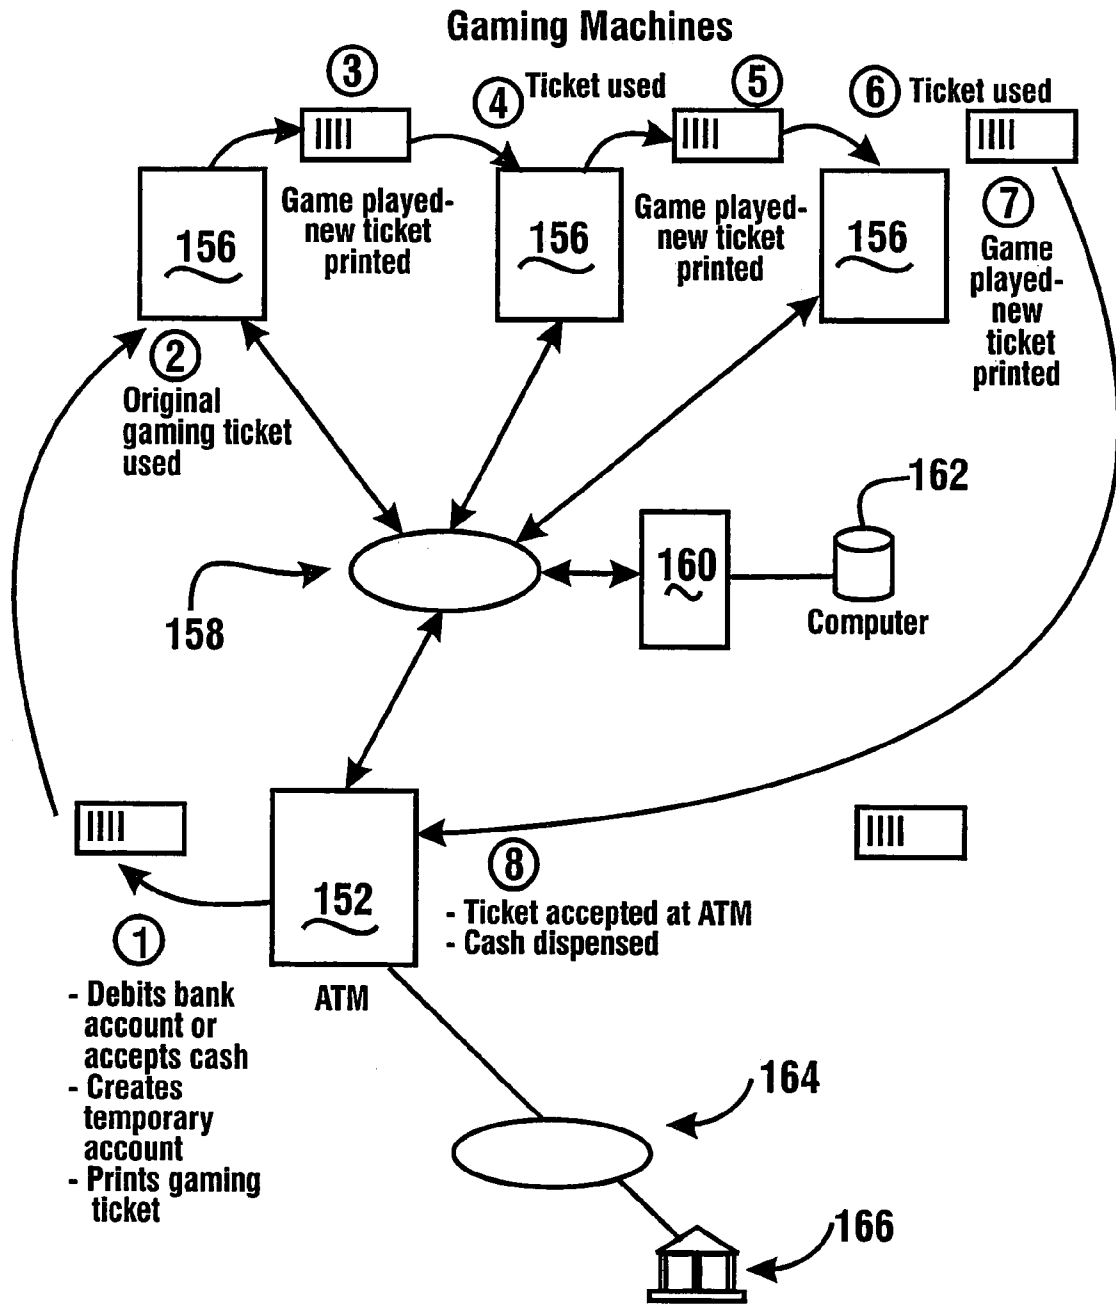 Gaming Machines
3
4
Ticket used
5
6
Ticket used
156
Game played-
new ticket
printed
156
Game played-
new ticket
printed
156
7
Game
played-
new
ticket
printed
2
Original
gaming ticket
used
162
160
158
Computer
152
8
- Ticket accepted at ATM
- Cash dispensed
1
ATM
- Debits bank
account or
accepts cash
- Creates
temporary
account
- Prints gaming
ticket
164
166